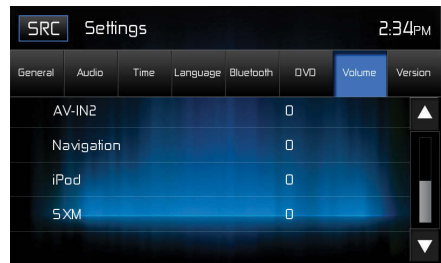 SRC Settings 2:34PM
General Audio Time Language Bluetooth DVD Volume Version
AV-IN2 0
Navigation 0
iPod 0
SXM 0